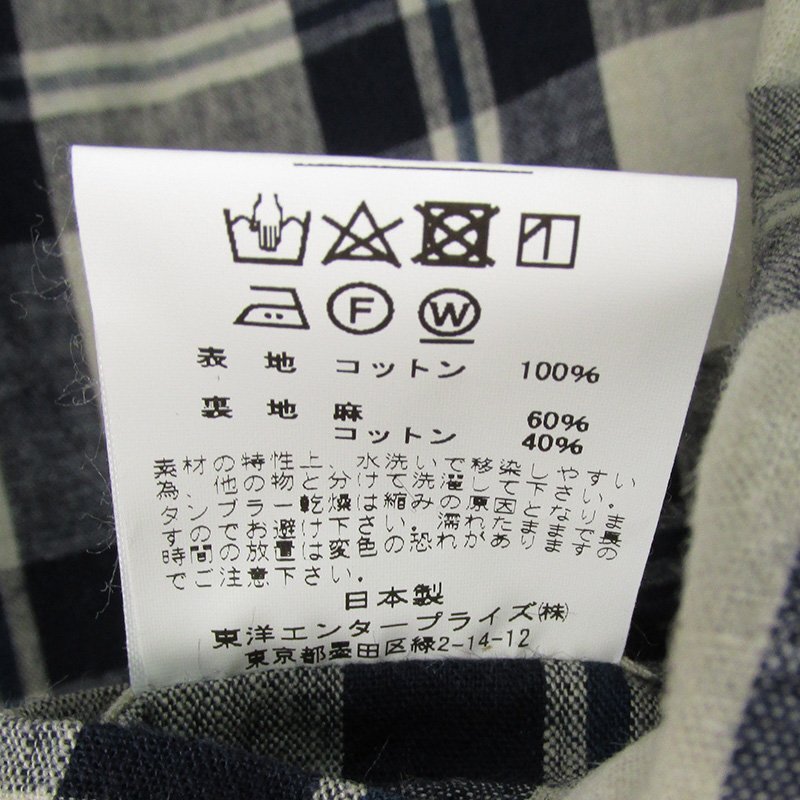 F W
表地 コットン 100%
裏地 麻 60%
コットン 40%
素材の特性上、水洗いで移染しやすい
為、他の物と分けて洗濯して下さい。
タンブラー乾燥は縮みの原因となりま
すのでお避け下さい。濡れたまま長
時間の放置は変色の恐れがありますの
でご注意下さい。
日本製
東洋エンタープライズ㈱
東京都墨田区緑2-14-12